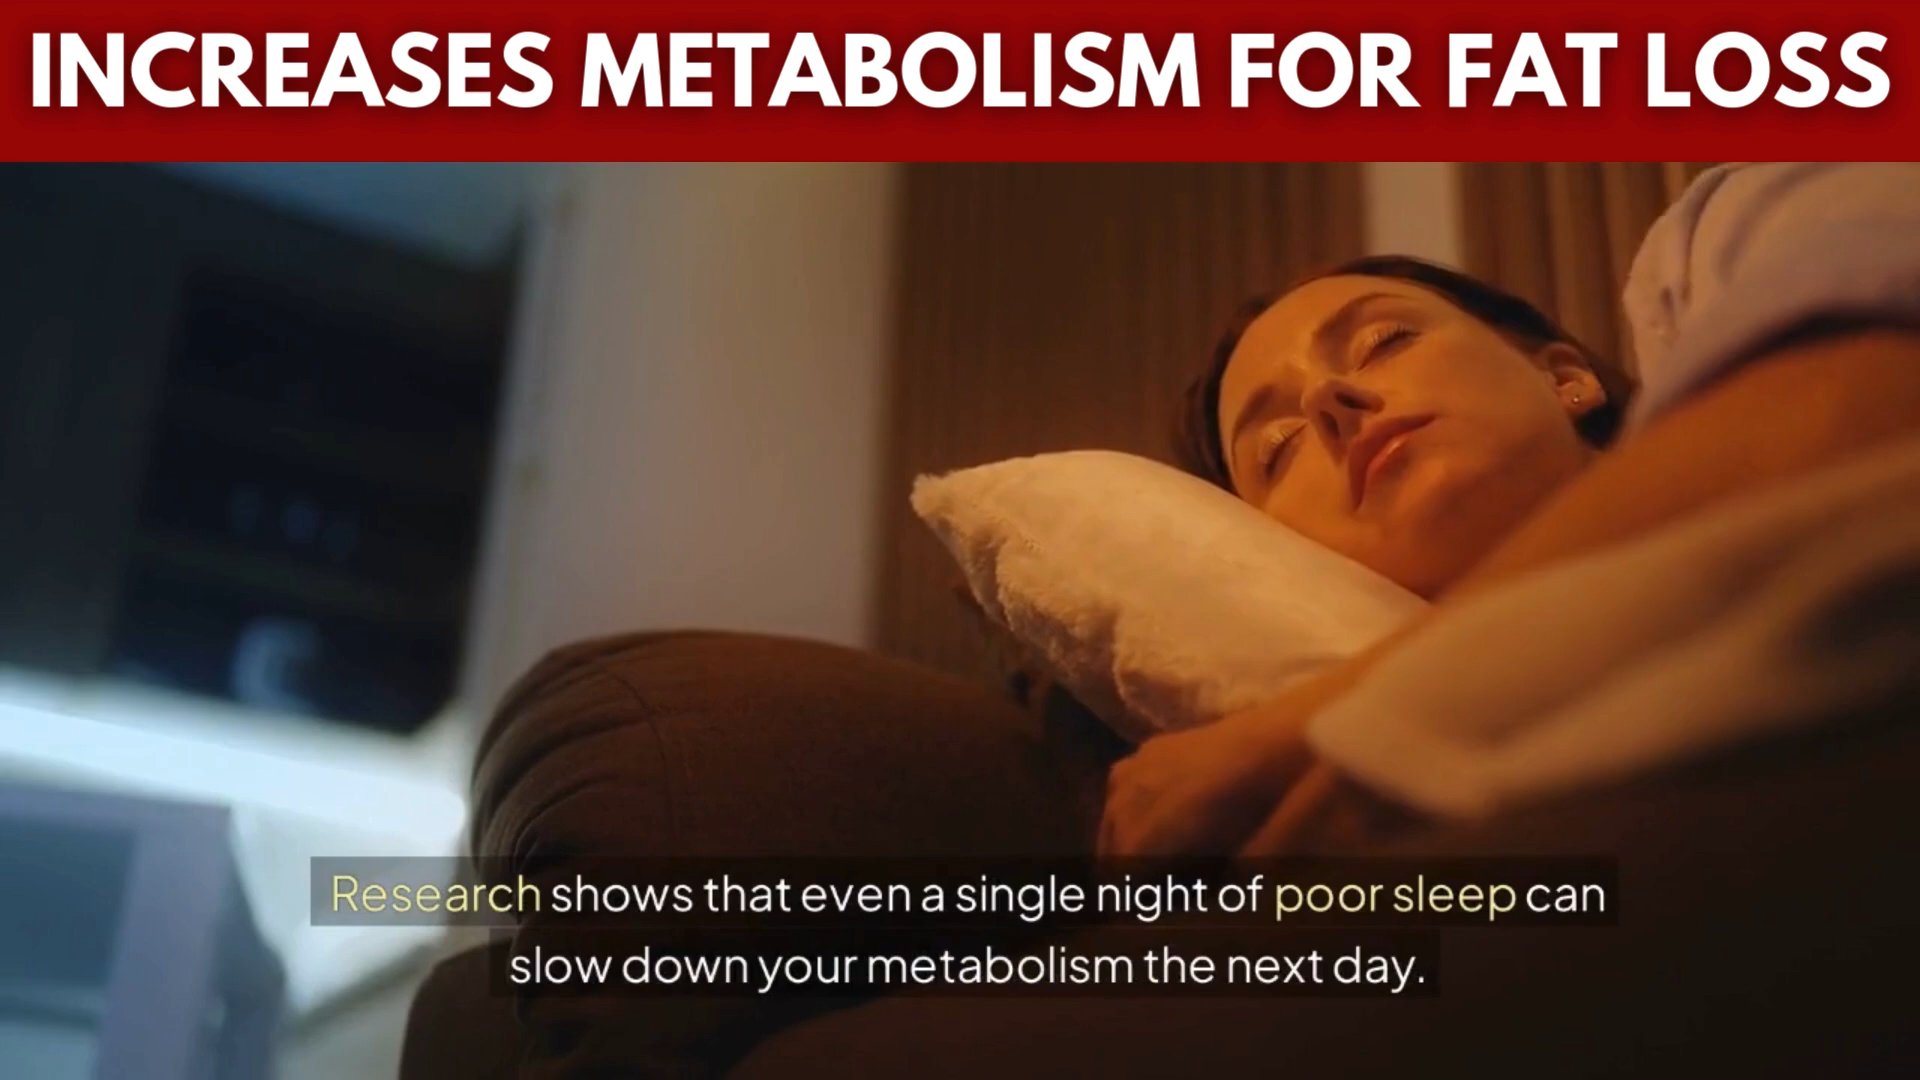 INCREASES METABOLISM FOR FAT LOSS
Research shows that even a single night of poor sleep can
slow down your metabolism the next day.